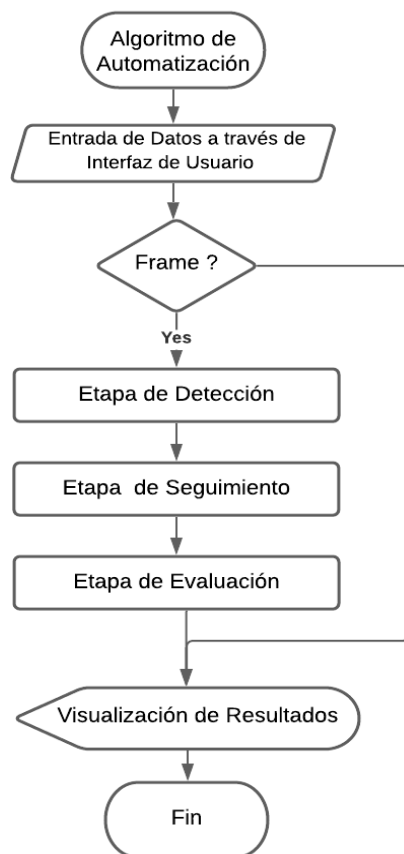 Algoritmo de
Automatización
Entrada de Datos a través de
Interfaz de Usuario
Frame ?
Yes
Etapa de Detección
Etapa de Seguimiento
Etapa de Evaluación
Visualización de Resultados
Fin